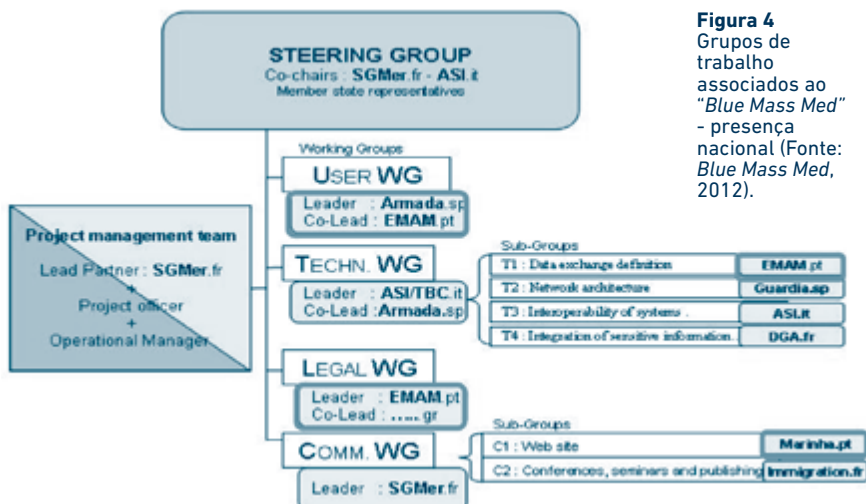 STEERING GROUP
Co-chairs : SGMer.fr - ASI.it
Member state representatives
Figura 4
Grupos de
trabalho
associados ao
"Blue Mass Med"
- presença
nacional (Fonte:
Blue Mass Med,
2012).
Working Groups
USER WG
Leader : Armada.sp
Co-Lead : EMAM.pt
Project management team
Lead Partner : SGMer.fr
+
Project officer
+
Operational Manager
TECHN. WG
Leader : ASI/TBC.it
Co-Lead :Armada.sp
Sub-Groups
T1 : Data exchange definition EMAM.pt
T2 : Network architecture Guardia.sp
T3 : Interoperability of systems . ASI.it
T4 : Integration of sensitive information. DGA.fr
LEGAL WG
Leader : EMAM.pt
Co-Lead : ..... gr
COMM. WG
Leader : SGMer.fr
Sub-Groups
C1 : Web site Marinha.pt
C2 : Conferences, seminars and publishing Immigration.fr